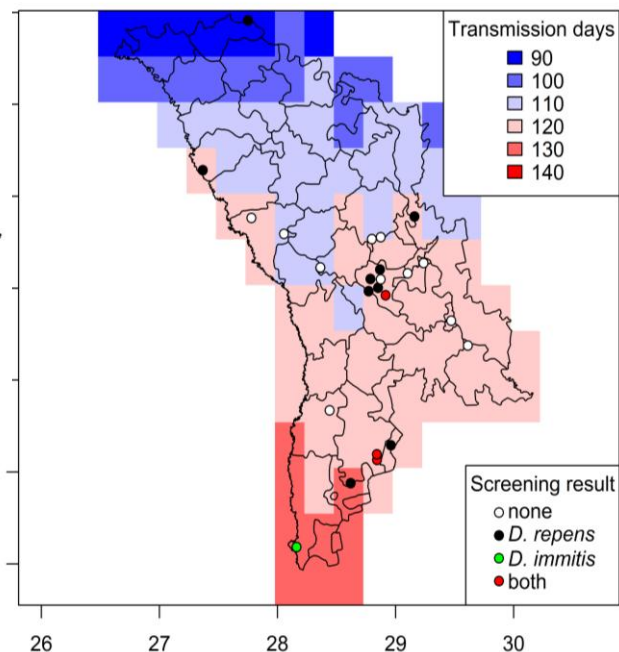 Transmission days
90
100
110
120
130
140
Screening result
none
D. repens
D. immitis
both
26 27 28 29 30